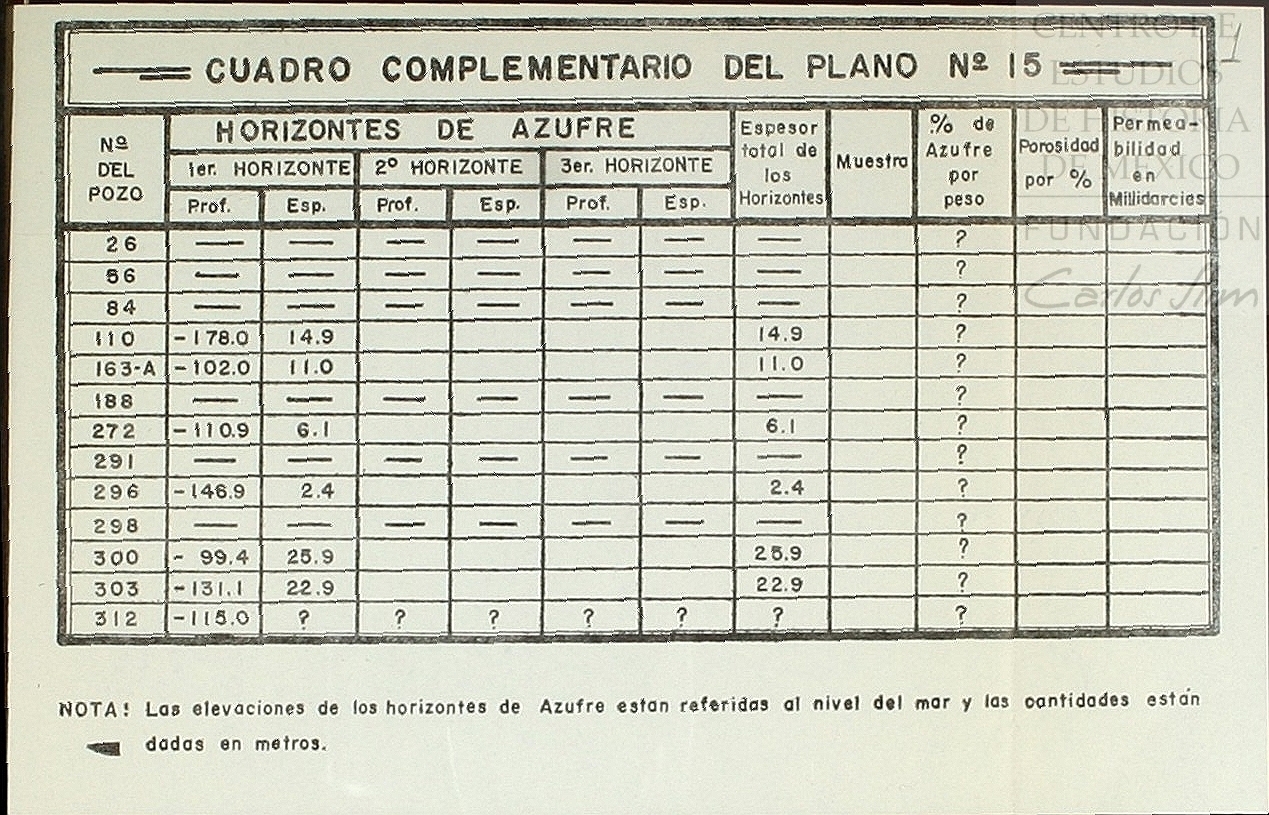 CENTRO DE
ESTUDIOS
DE HISTORIA
DE MÉXICO
FUNDACIÓN
Carlos Slim
1
CUADRO COMPLEMENTARIO DEL PLANO Nº 15
Nº DEL POZO | HORIZONTES DE AZUFRE | Espesor total de los Horizontes | Muestra | % de Azufre por peso | Porosidad por % | Permea-bilidad en Millidarcies
1er. HORIZONTE | 2º HORIZONTE | 3er. HORIZONTE
Prof. | Esp. | Prof. | Esp. | Prof. | Esp.
26 | — | — | — | — | — | — | — | | ? | |
56 | — | — | — | — | — | — | — | | ? | |
84 | — | — | — | — | — | — | — | | ? | |
110 | -178.0 | 14.9 | | | | | 14.9 | | ? | |
163-A | -102.0 | 11.0 | | | | | 11.0 | | ? | |
188 | — | — | — | — | — | — | — | | ? | |
272 | -110.9 | 6.1 | | | | | 6.1 | | ? | |
291 | — | — | — | — | — | — | — | | ? | |
296 | -146.9 | 2.4 | | | | | 2.4 | | ? | |
298 | — | — | — | — | — | — | — | | ? | |
300 | - 99.4 | 25.9 | | | | | 25.9 | | ? | |
303 | -131.1 | 22.9 | | | | | 22.9 | | ? | |
312 | -115.0 | ? | ? | ? | ? | ? | ? | | ? | |
NOTA: Las elevaciones de los horizontes de Azufre estan referidas al nivel del mar y las cantidades están
dadas en metros.